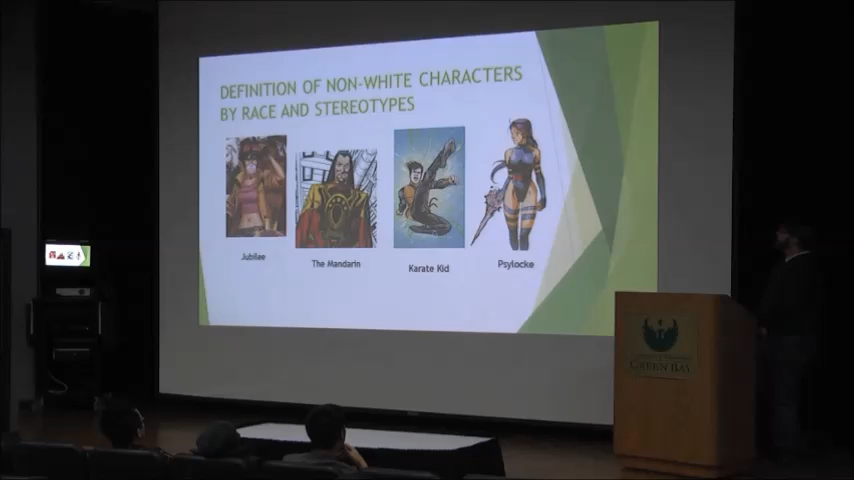 DEFINITION OF NON-WHITE CHARACTERS
BY RACE AND STEREOTYPES
Jubilee
The Mandarin
Karate Kid
Psylocke
GREEN BAY